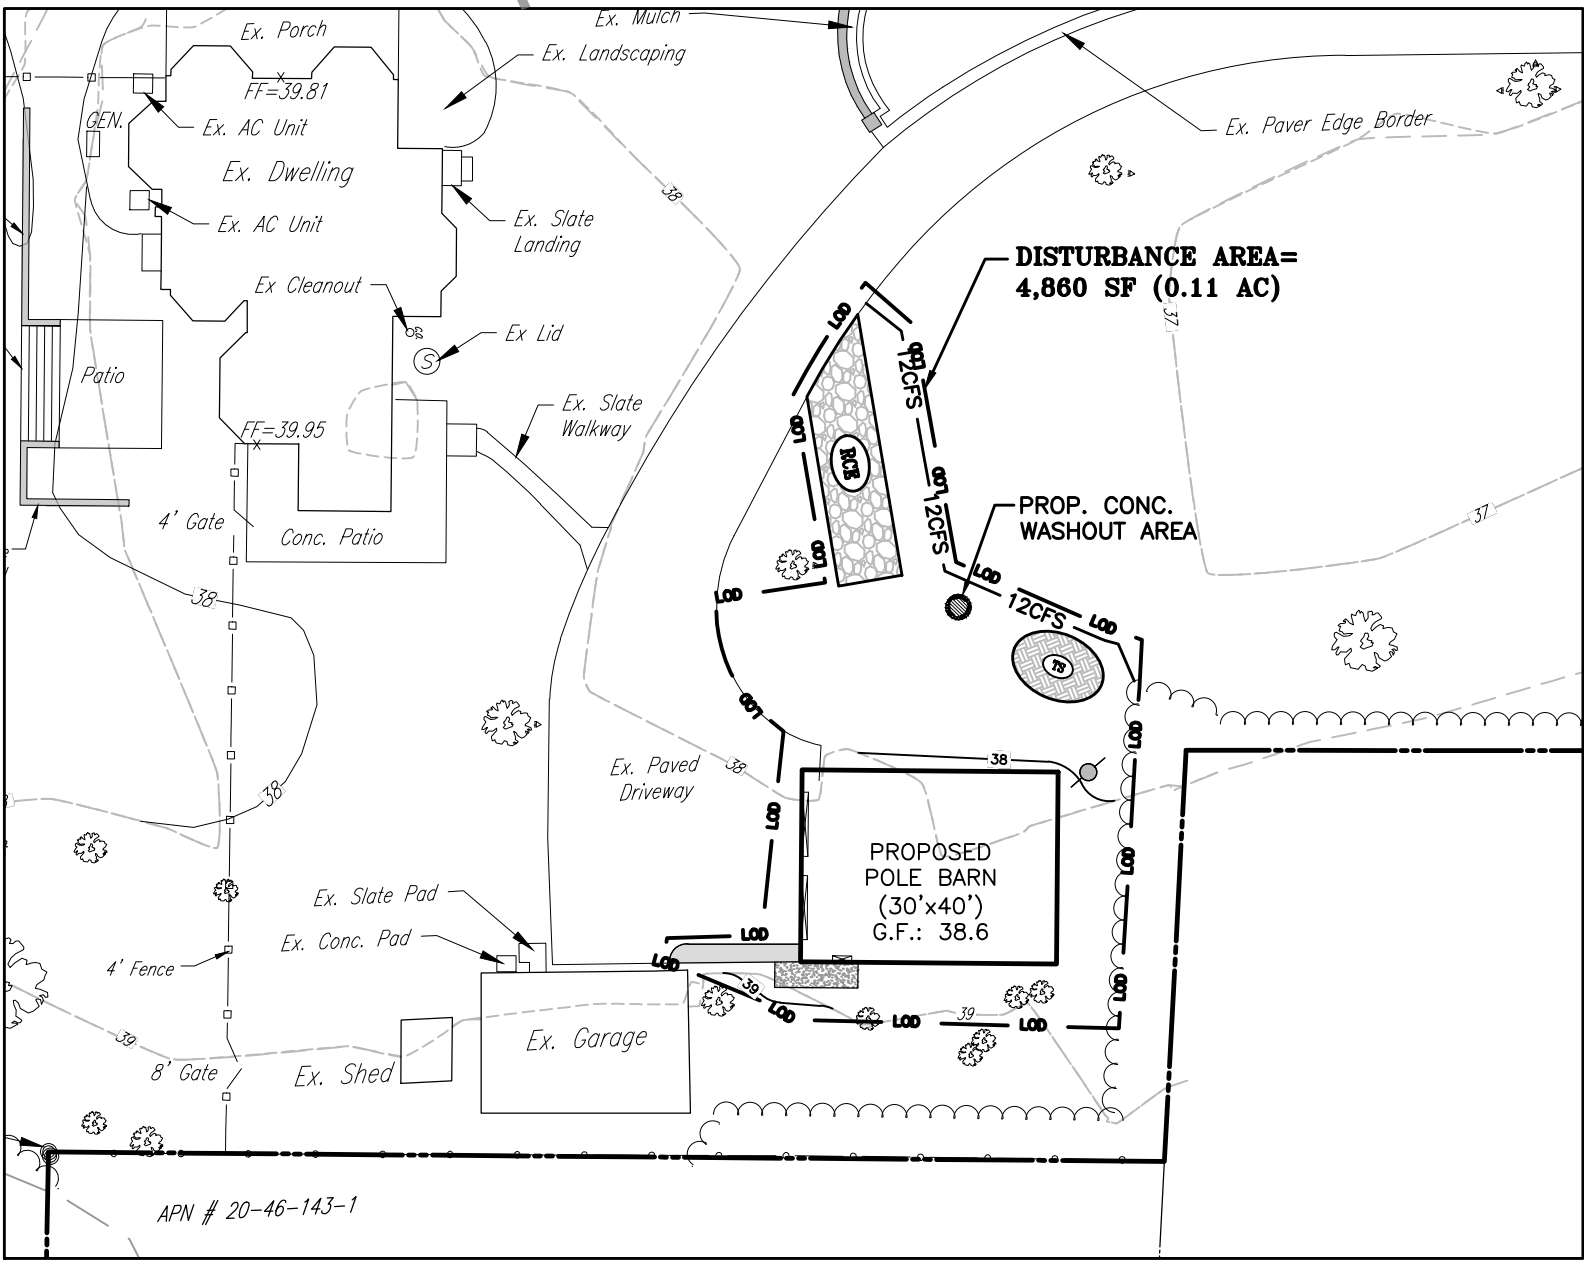 Ex. Mulch
Ex. Porch
Ex. Landscaping
FF=39.81
GEN.
Ex. AC Unit
Ex. Paver Edge Border
Ex. Dwelling
38
Ex. AC Unit
Ex. Slate
Landing
DISTURBANCE AREA=
4,860 SF (0.11 AC)
Ex Cleanout
LOD
37
Ex Lid
S
LOD
12CFS
Patio
Ex. Slate
Walkway
FF=39.95
LOD
RCE
LOD
PROP. CONC.
WASHOUT AREA
4' Gate
Conc. Patio
12CFS
37
LOD
LOD
38
LOD
12CFS
LOD
TS
LOD
LOD
38
Ex. Paved
Driveway
38
38
LOD
PROPOSED
POLE BARN
(30'x40')
G.F.: 38.6
LOD
Ex. Slate Pad
Ex. Conc. Pad
LOD
4' Fence
LOD
39
LOD
LOD
LOD
39
LOD
39
Ex. Garage
8' Gate
Ex. Shed
APN # 20-46-143-1